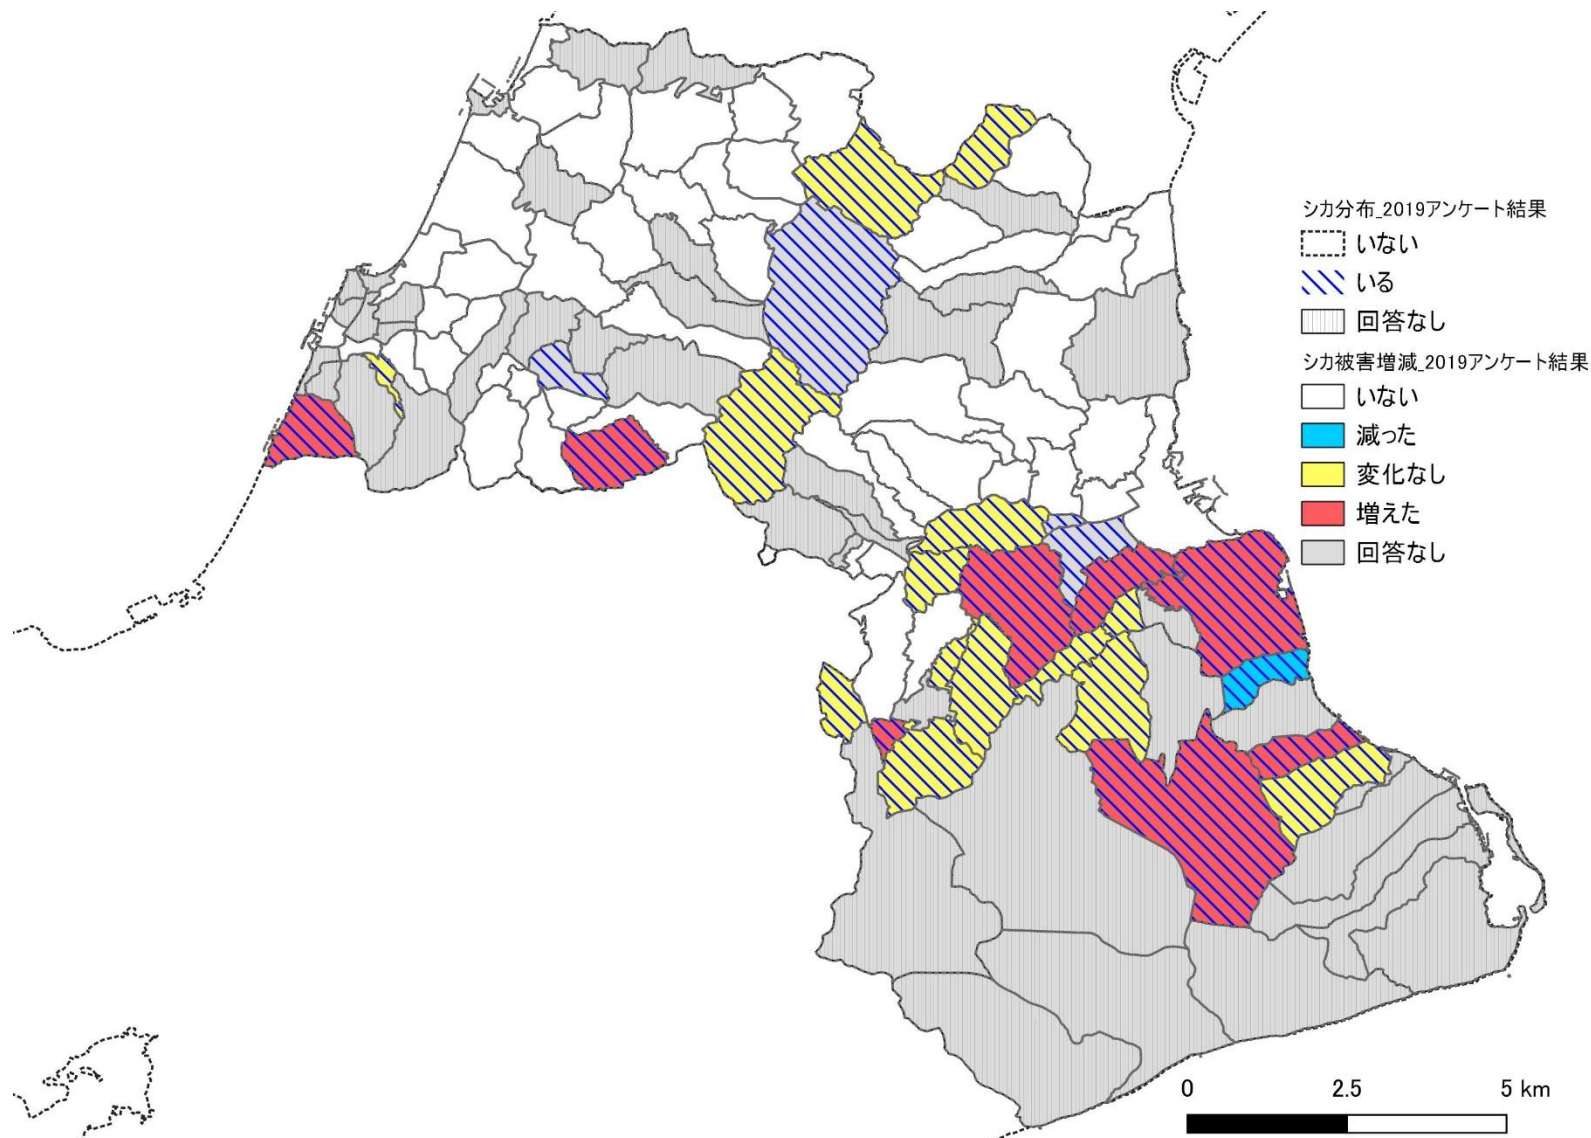 シカ分布_2019アンケート結果
いない
いる
回答なし
シカ被害増減_2019アンケート結果
いない
減った
変化なし
増えた
回答なし
0 2.5 5 km